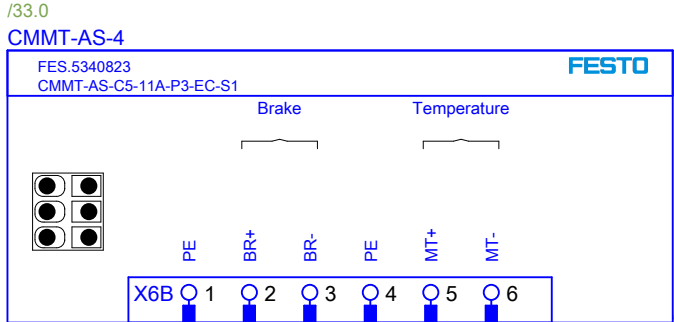 /33.0
CMMT-AS-4
FES.5340823
CMMT-AS-C5-11A-P3-EC-S1
FESTO
Brake Temperature
PE BR+ BR- PE MT+ MT-
X6B 1 2 3 4 5 6